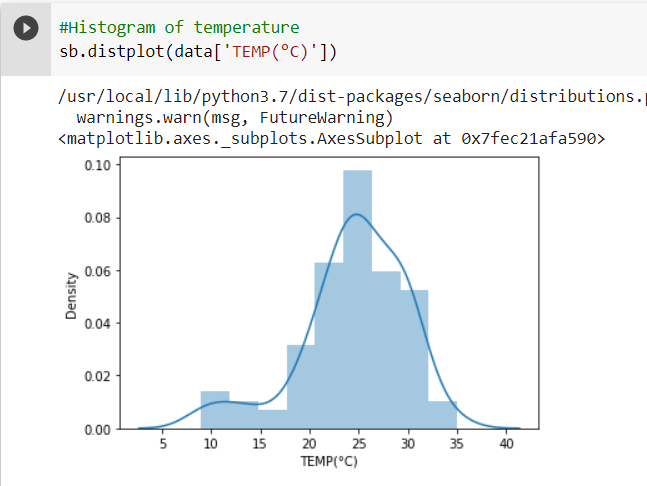 #Histogram of temperature
sb.distplot(data['TEMP(°C)'])
/usr/local/lib/python3.7/dist-packages/seaborn/distributions.
warnings.warn(msg, FutureWarning)
<matplotlib.axes._subplots.AxesSubplot at 0x7fec21afa590>
0.10
0.08
0.06
0.04
0.02
0.00
Density
5 10 15 20 25 30 35 40
TEMP(°C)